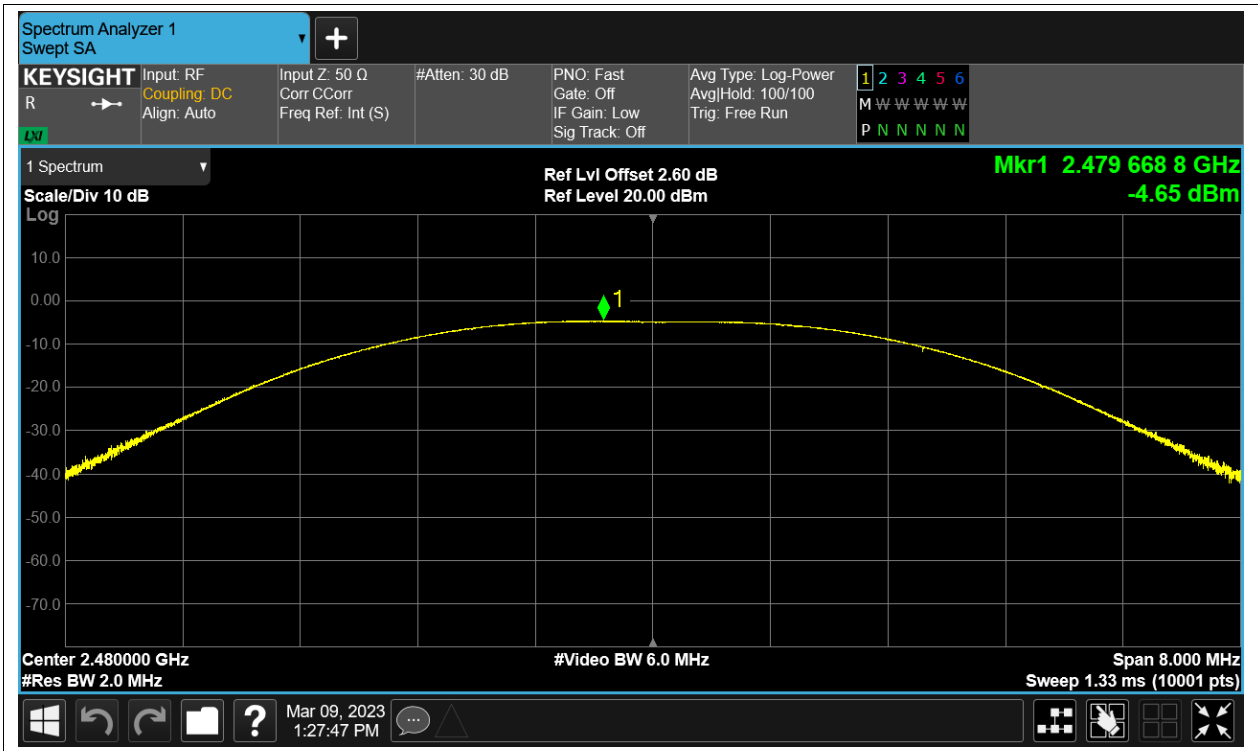 Spectrum Analyzer 1
Swept SA
KEYSIGHT
R
LXI
Input: RF
Coupling: DC
Align: Auto
Input Z: 50 Ω
Corr CCorr
Freq Ref: Int (S)
#Atten: 30 dB
PNO: Fast
Gate: Off
IF Gain: Low
Sig Track: Off
Avg Type: Log-Power
Avg|Hold: 100/100
Trig: Free Run
1 2 3 4 5 6
M W W W W W
P N N N N N
1 Spectrum
Scale/Div 10 dB
Log
Ref Lvl Offset 2.60 dB
Ref Level 20.00 dBm
Mkr1 2.479 668 8 GHz
-4.65 dBm
10.0
0.00
1
-10.0
-20.0
-30.0
-40.0
-50.0
-60.0
-70.0
Center 2.480000 GHz
#Res BW 2.0 MHz
#Video BW 6.0 MHz
Span 8.000 MHz
Sweep 1.33 ms (10001 pts)
?
Mar 09, 2023
1:27:47 PM